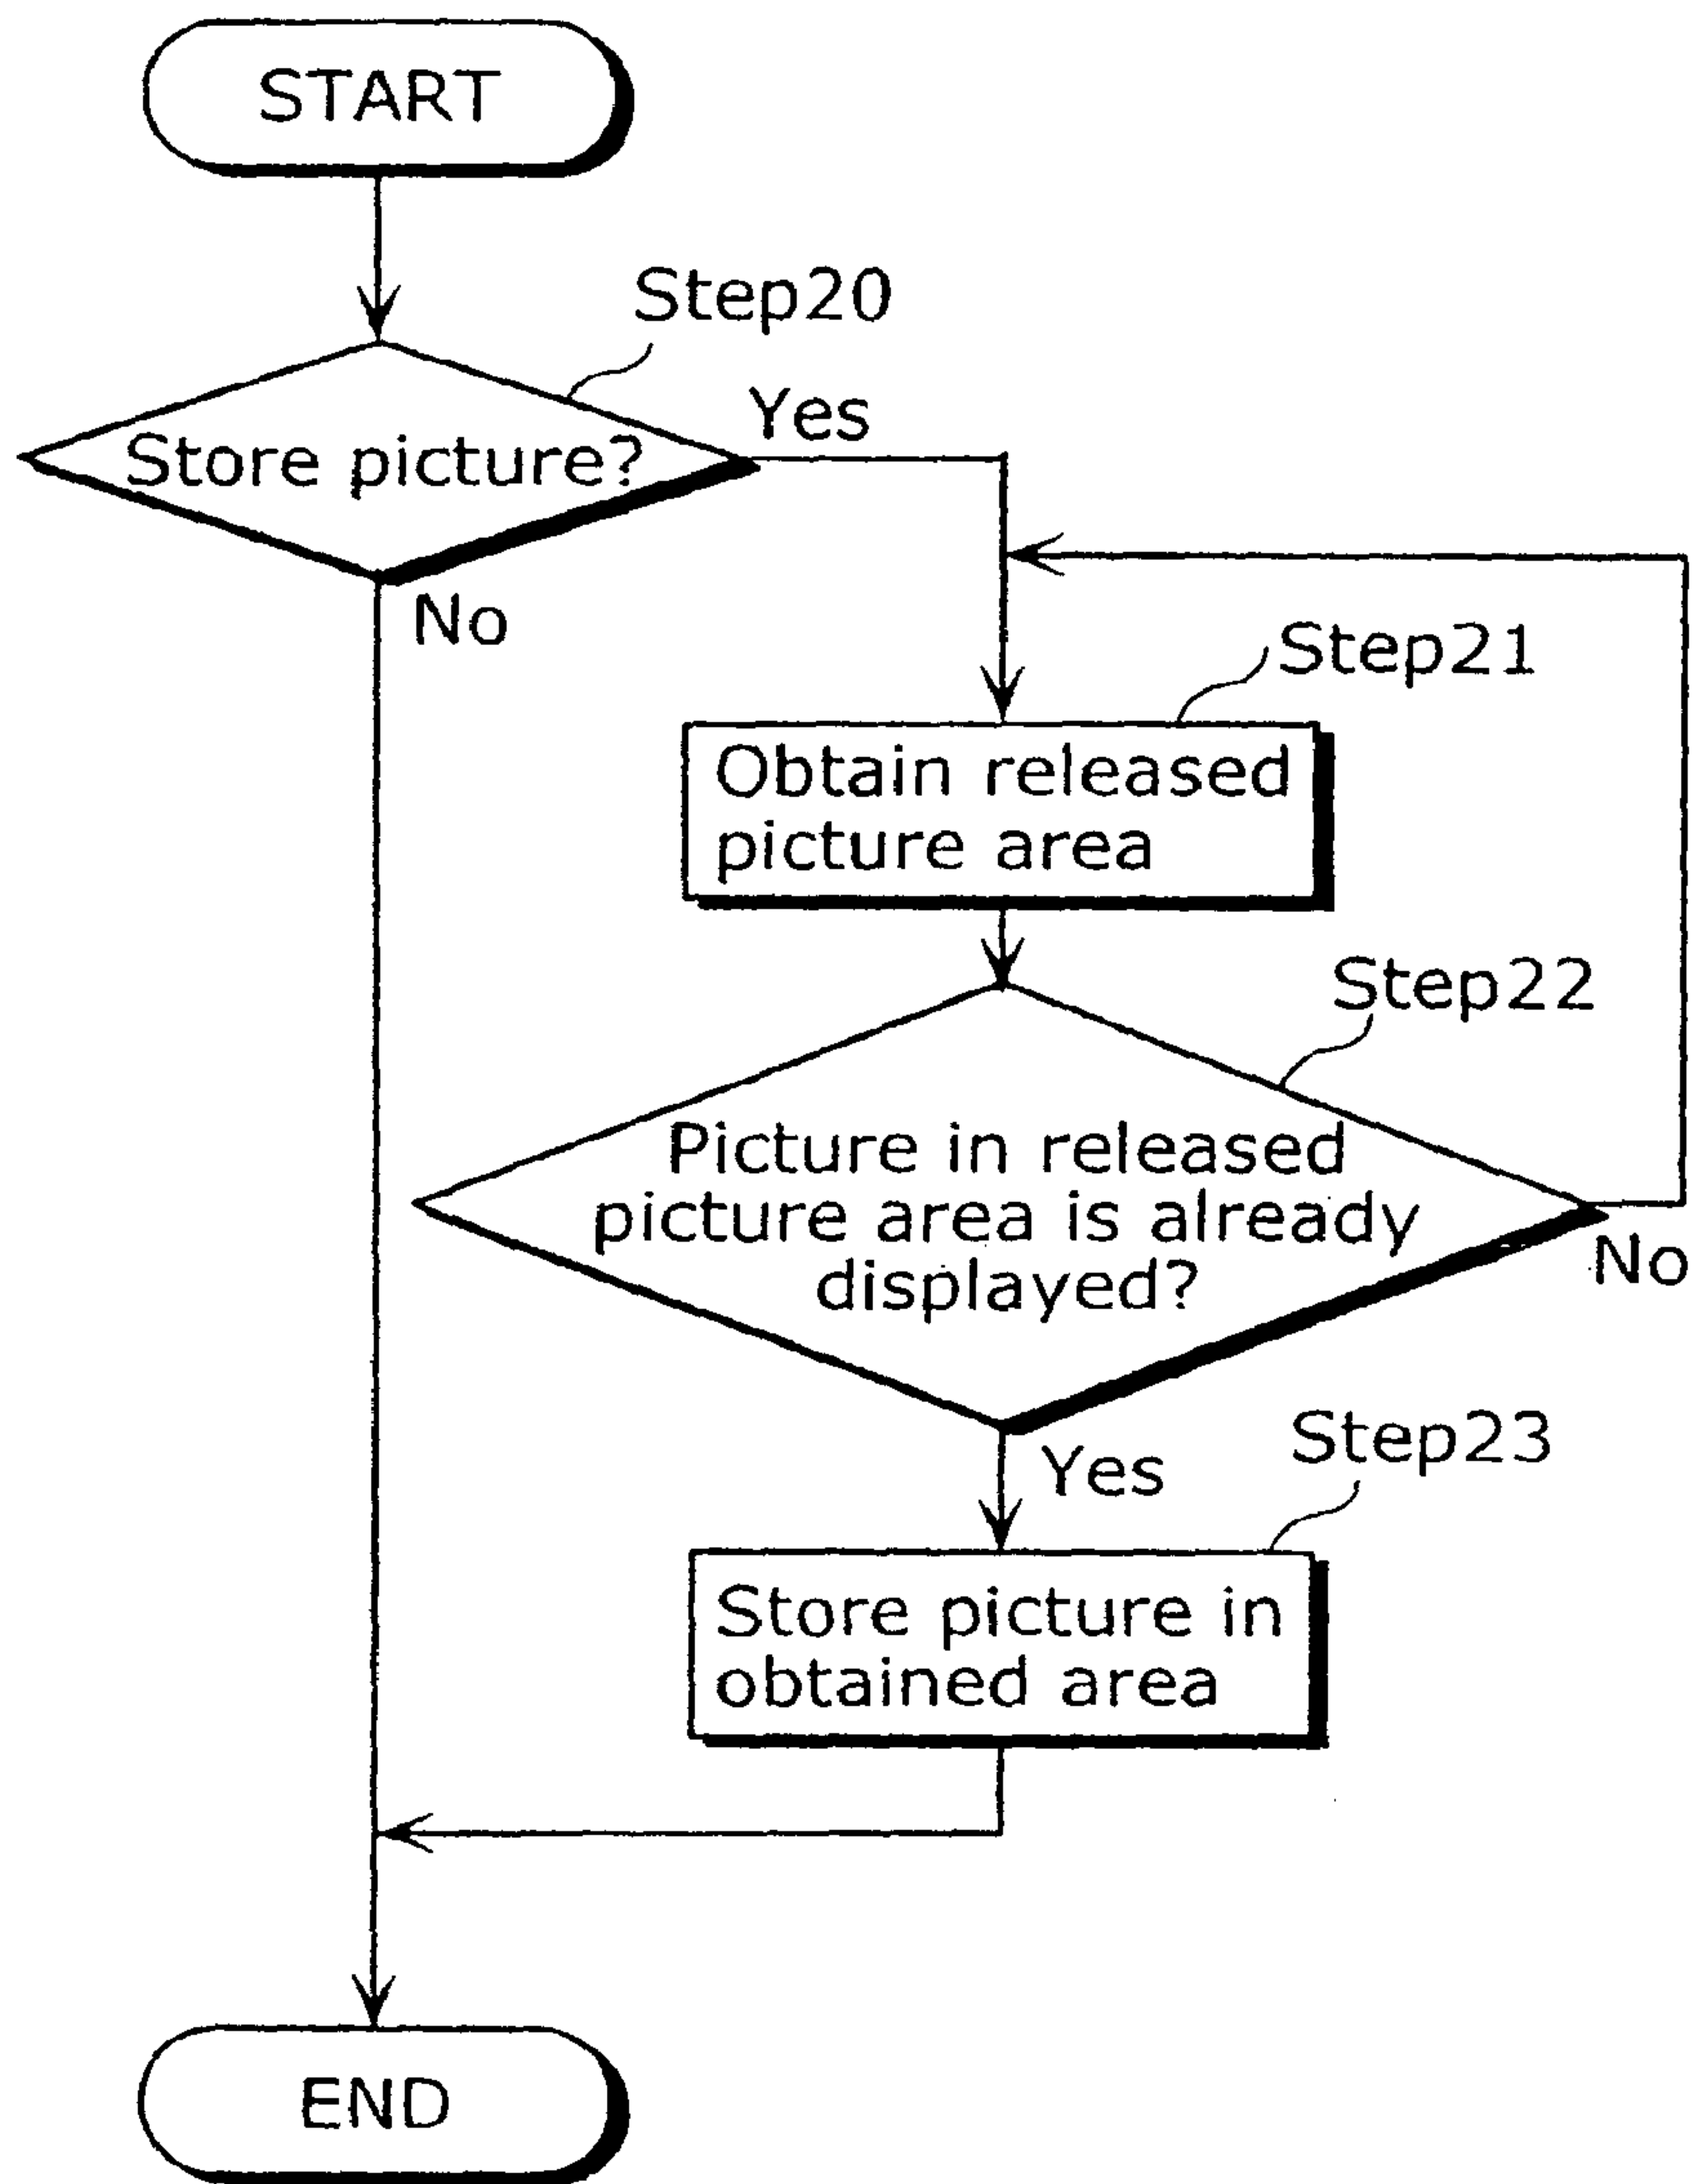 START
Step20
Store picture?
Yes
No
Step21
Obtain released
picture area
Step22
Picture in released
picture area is already
displayed?
No
Yes
Step23
Store picture in
obtained area
END